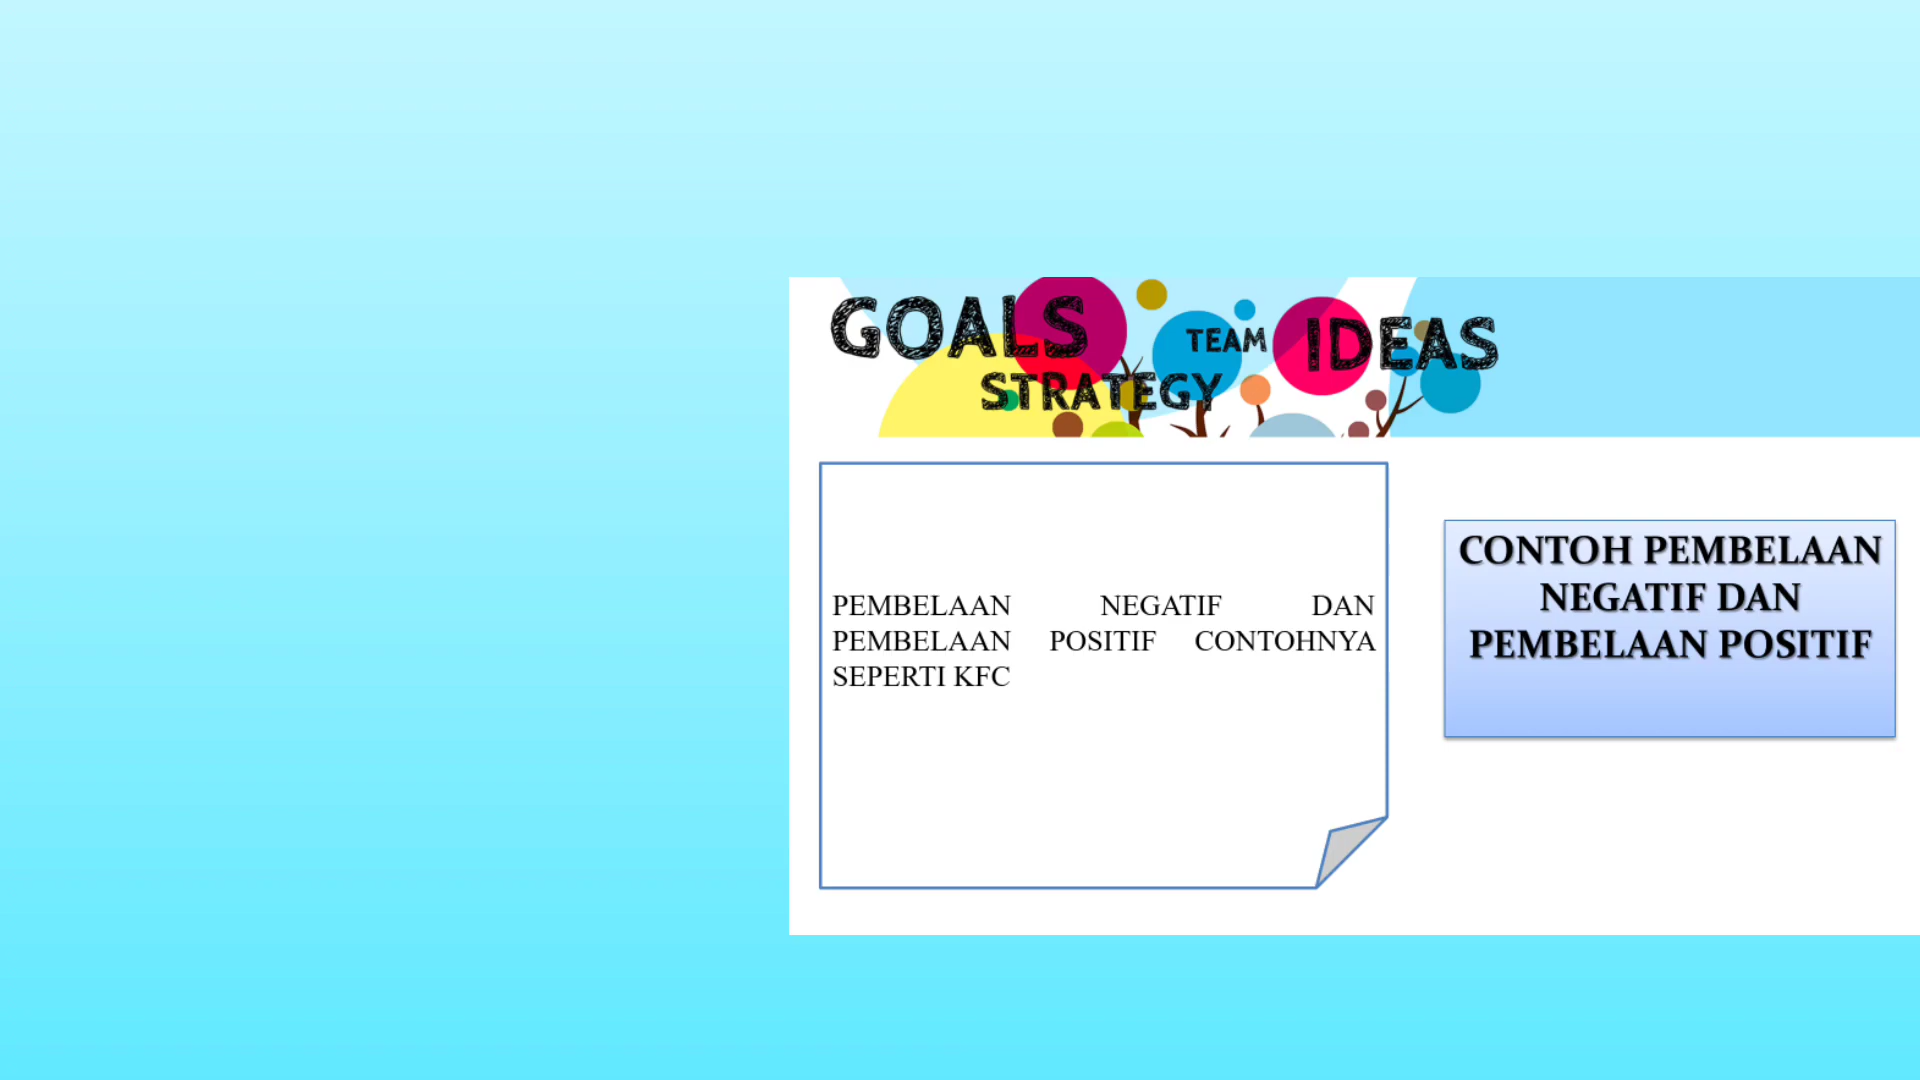 GOALS
TEAM
IDEAS
STRATEGY
PEMBELAAN NEGATIF DAN
PEMBELAAN POSITIF CONTOHNYA
SEPERTI KFC
CONTOH PEMBELAAN
NEGATIF DAN
PEMBELAAN POSITIF